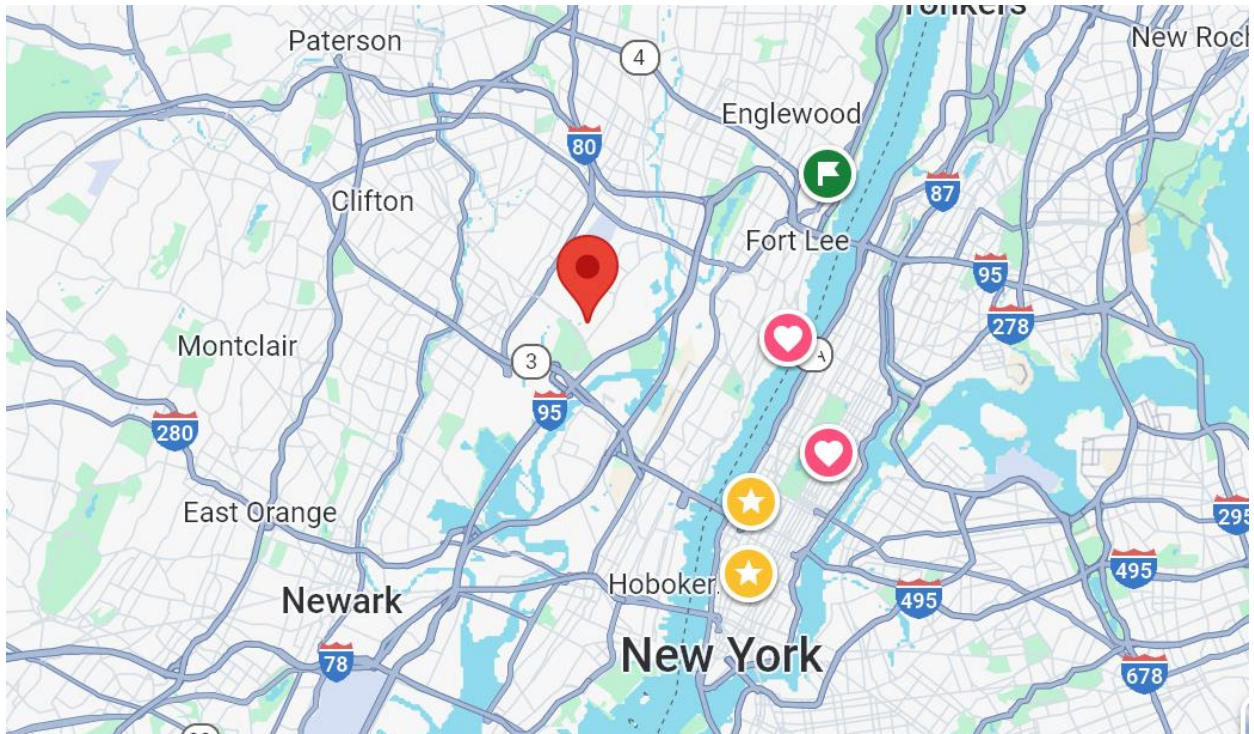 Yonkers
Paterson
New Roch
4
Englewood
80
87
Clifton
Fort Lee
95
278
Montclair
3
A
95
280
East Orange
295
495
Hoboken
495
Newark
New York
78
678